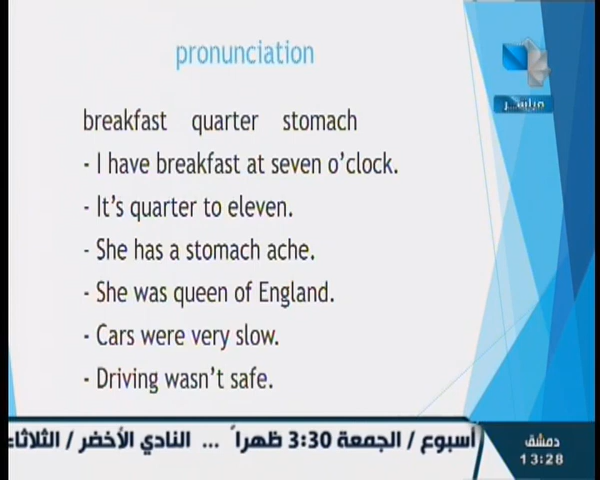 pronunciation
مباشر
breakfast quarter stomach
- I have breakfast at seven o'clock.
- It's quarter to eleven.
- She has a stomach ache.
- She was queen of England.
- Cars were very slow.
- Driving wasn't safe.
أسبوع / الجمعة 3:30 ظهراً ... النادي الأخضر / الثلاثاء
دمشق
13:28